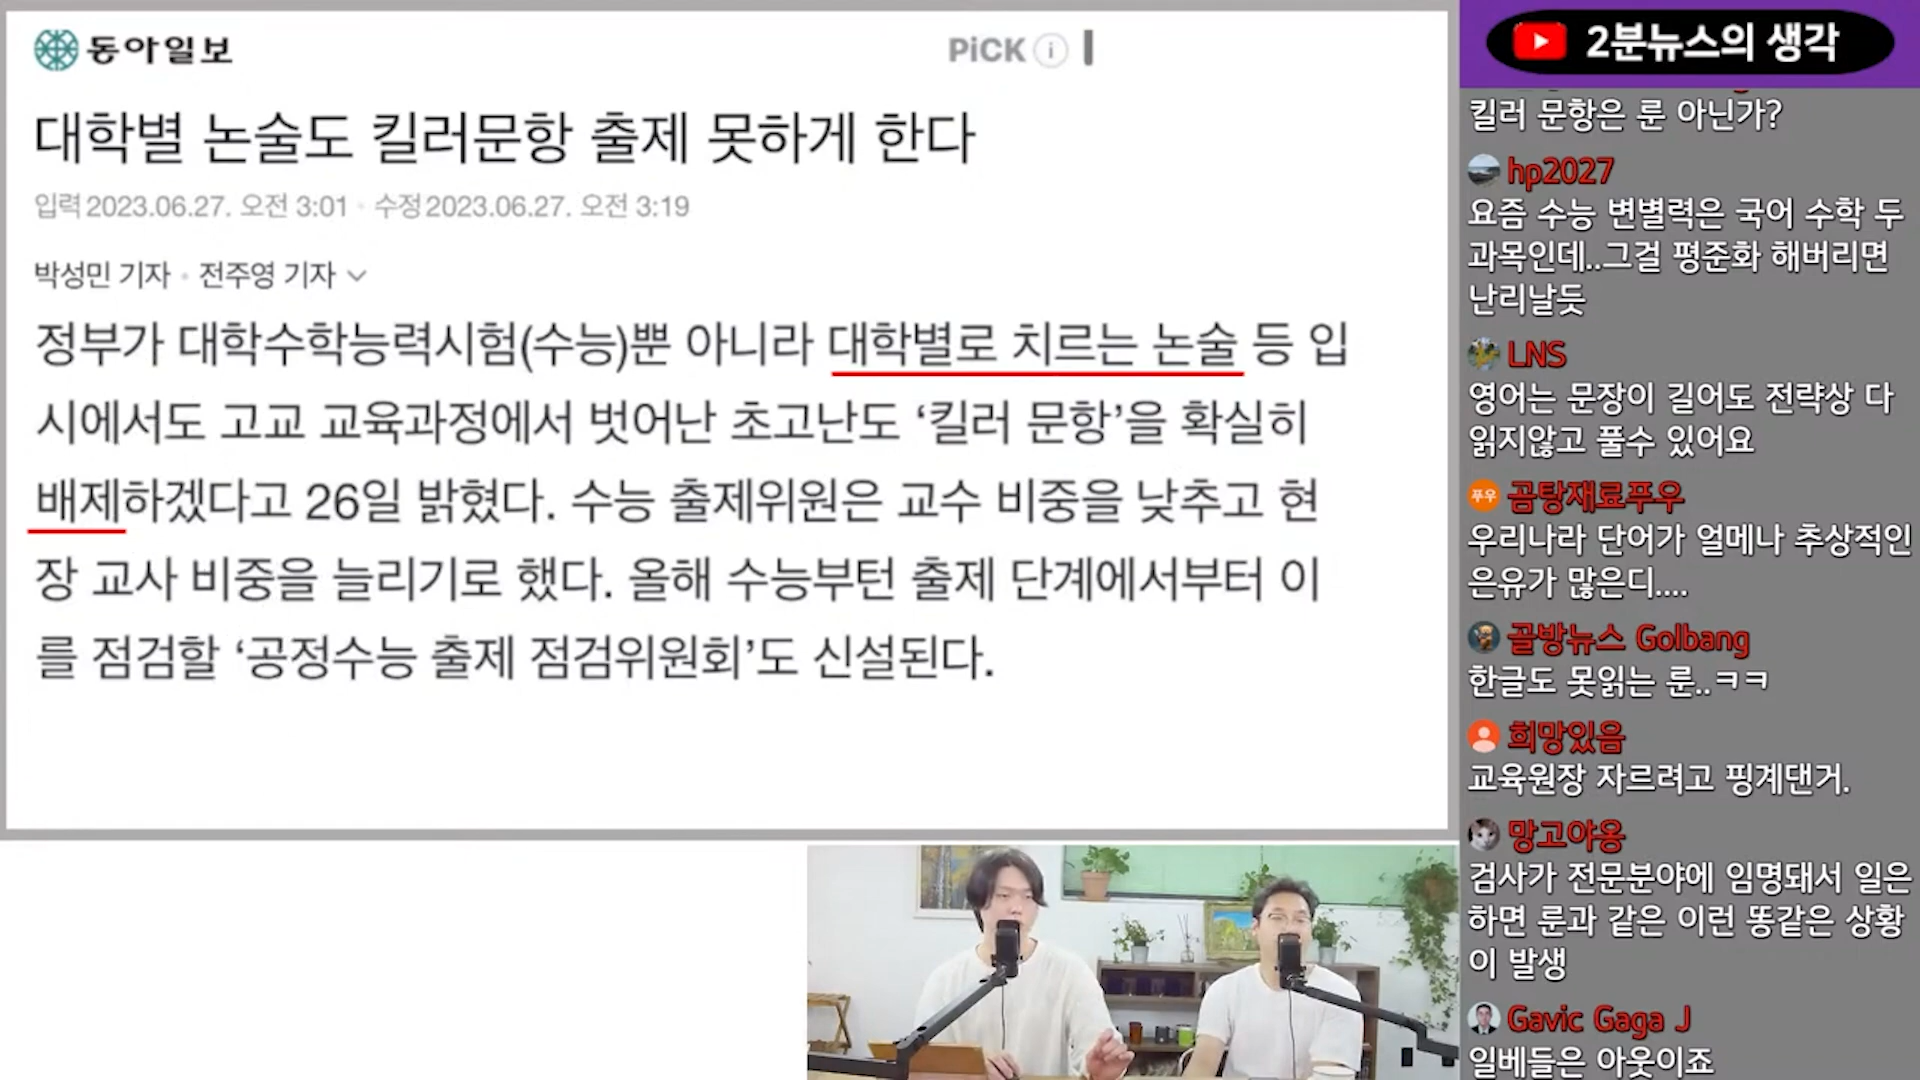 동아일보
PiCK
대학별 논술도 킬러문항 출제 못하게 한다
입력 2023.06.27. 오전 3:01 · 수정 2023.06.27. 오전 3:19
박성민 기자 · 전주영 기자
정부가 대학수학능력시험(수능)뿐 아니라 대학별로 치르는 논술 등 입
시에서도 고교 교육과정에서 벗어난 초고난도 ‘킬러 문항’을 확실히
배제하겠다고 26일 밝혔다. 수능 출제위원은 교수 비중을 낮추고 현
장 교사 비중을 늘리기로 했다. 올해 수능부턴 출제 단계에서부터 이
를 점검할 ‘공정수능 출제 점검위원회’도 신설된다.
2분뉴스의 생각
킬러 문항은 룬 아닌가?
hp2027
요즘 수능 변별력은 국어 수학 두
과목인데..그걸 평준화 해버리면
난리날듯
LNS
영어는 문장이 길어도 전략상 다
읽지않고 풀수 있어요
푸우 곰탕재료푸우
우리나라 단어가 얼메나 추상적인
은유가 많은디....
골방뉴스 Golbang
한글도 못읽는 룬..ㅋㅋ
희망있음
교육원장 자르려고 핑계댄거.
망고야옹
검사가 전문분야에 임명돼서 일은
하면 룬과 같은 이런 똥같은 상황
이 발생
Gavic Gaga J
일베들은 아웃이죠